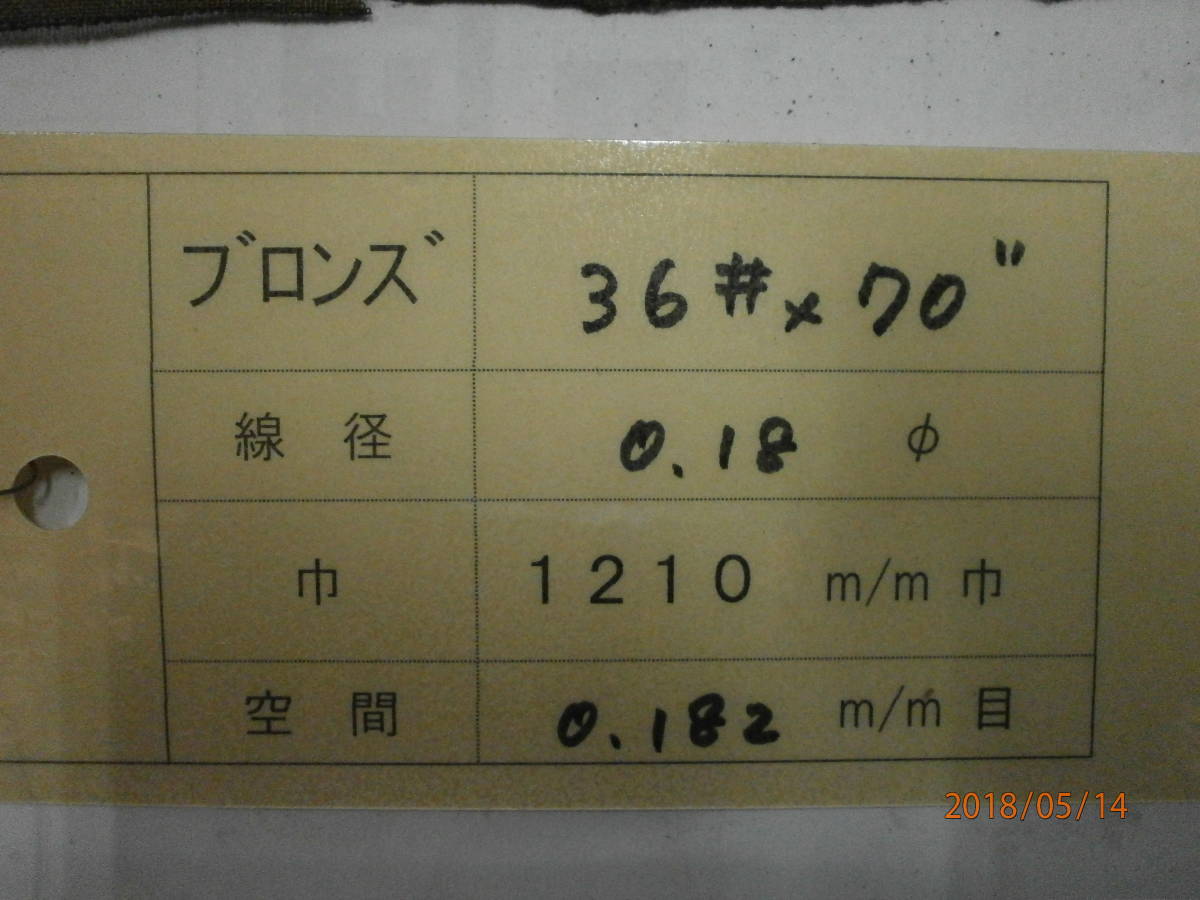 ブロンズ 36#×70"
線 径 0.18 φ
巾 1210 m/m 巾
空 間 0.182 m/m 目
2018/05/14